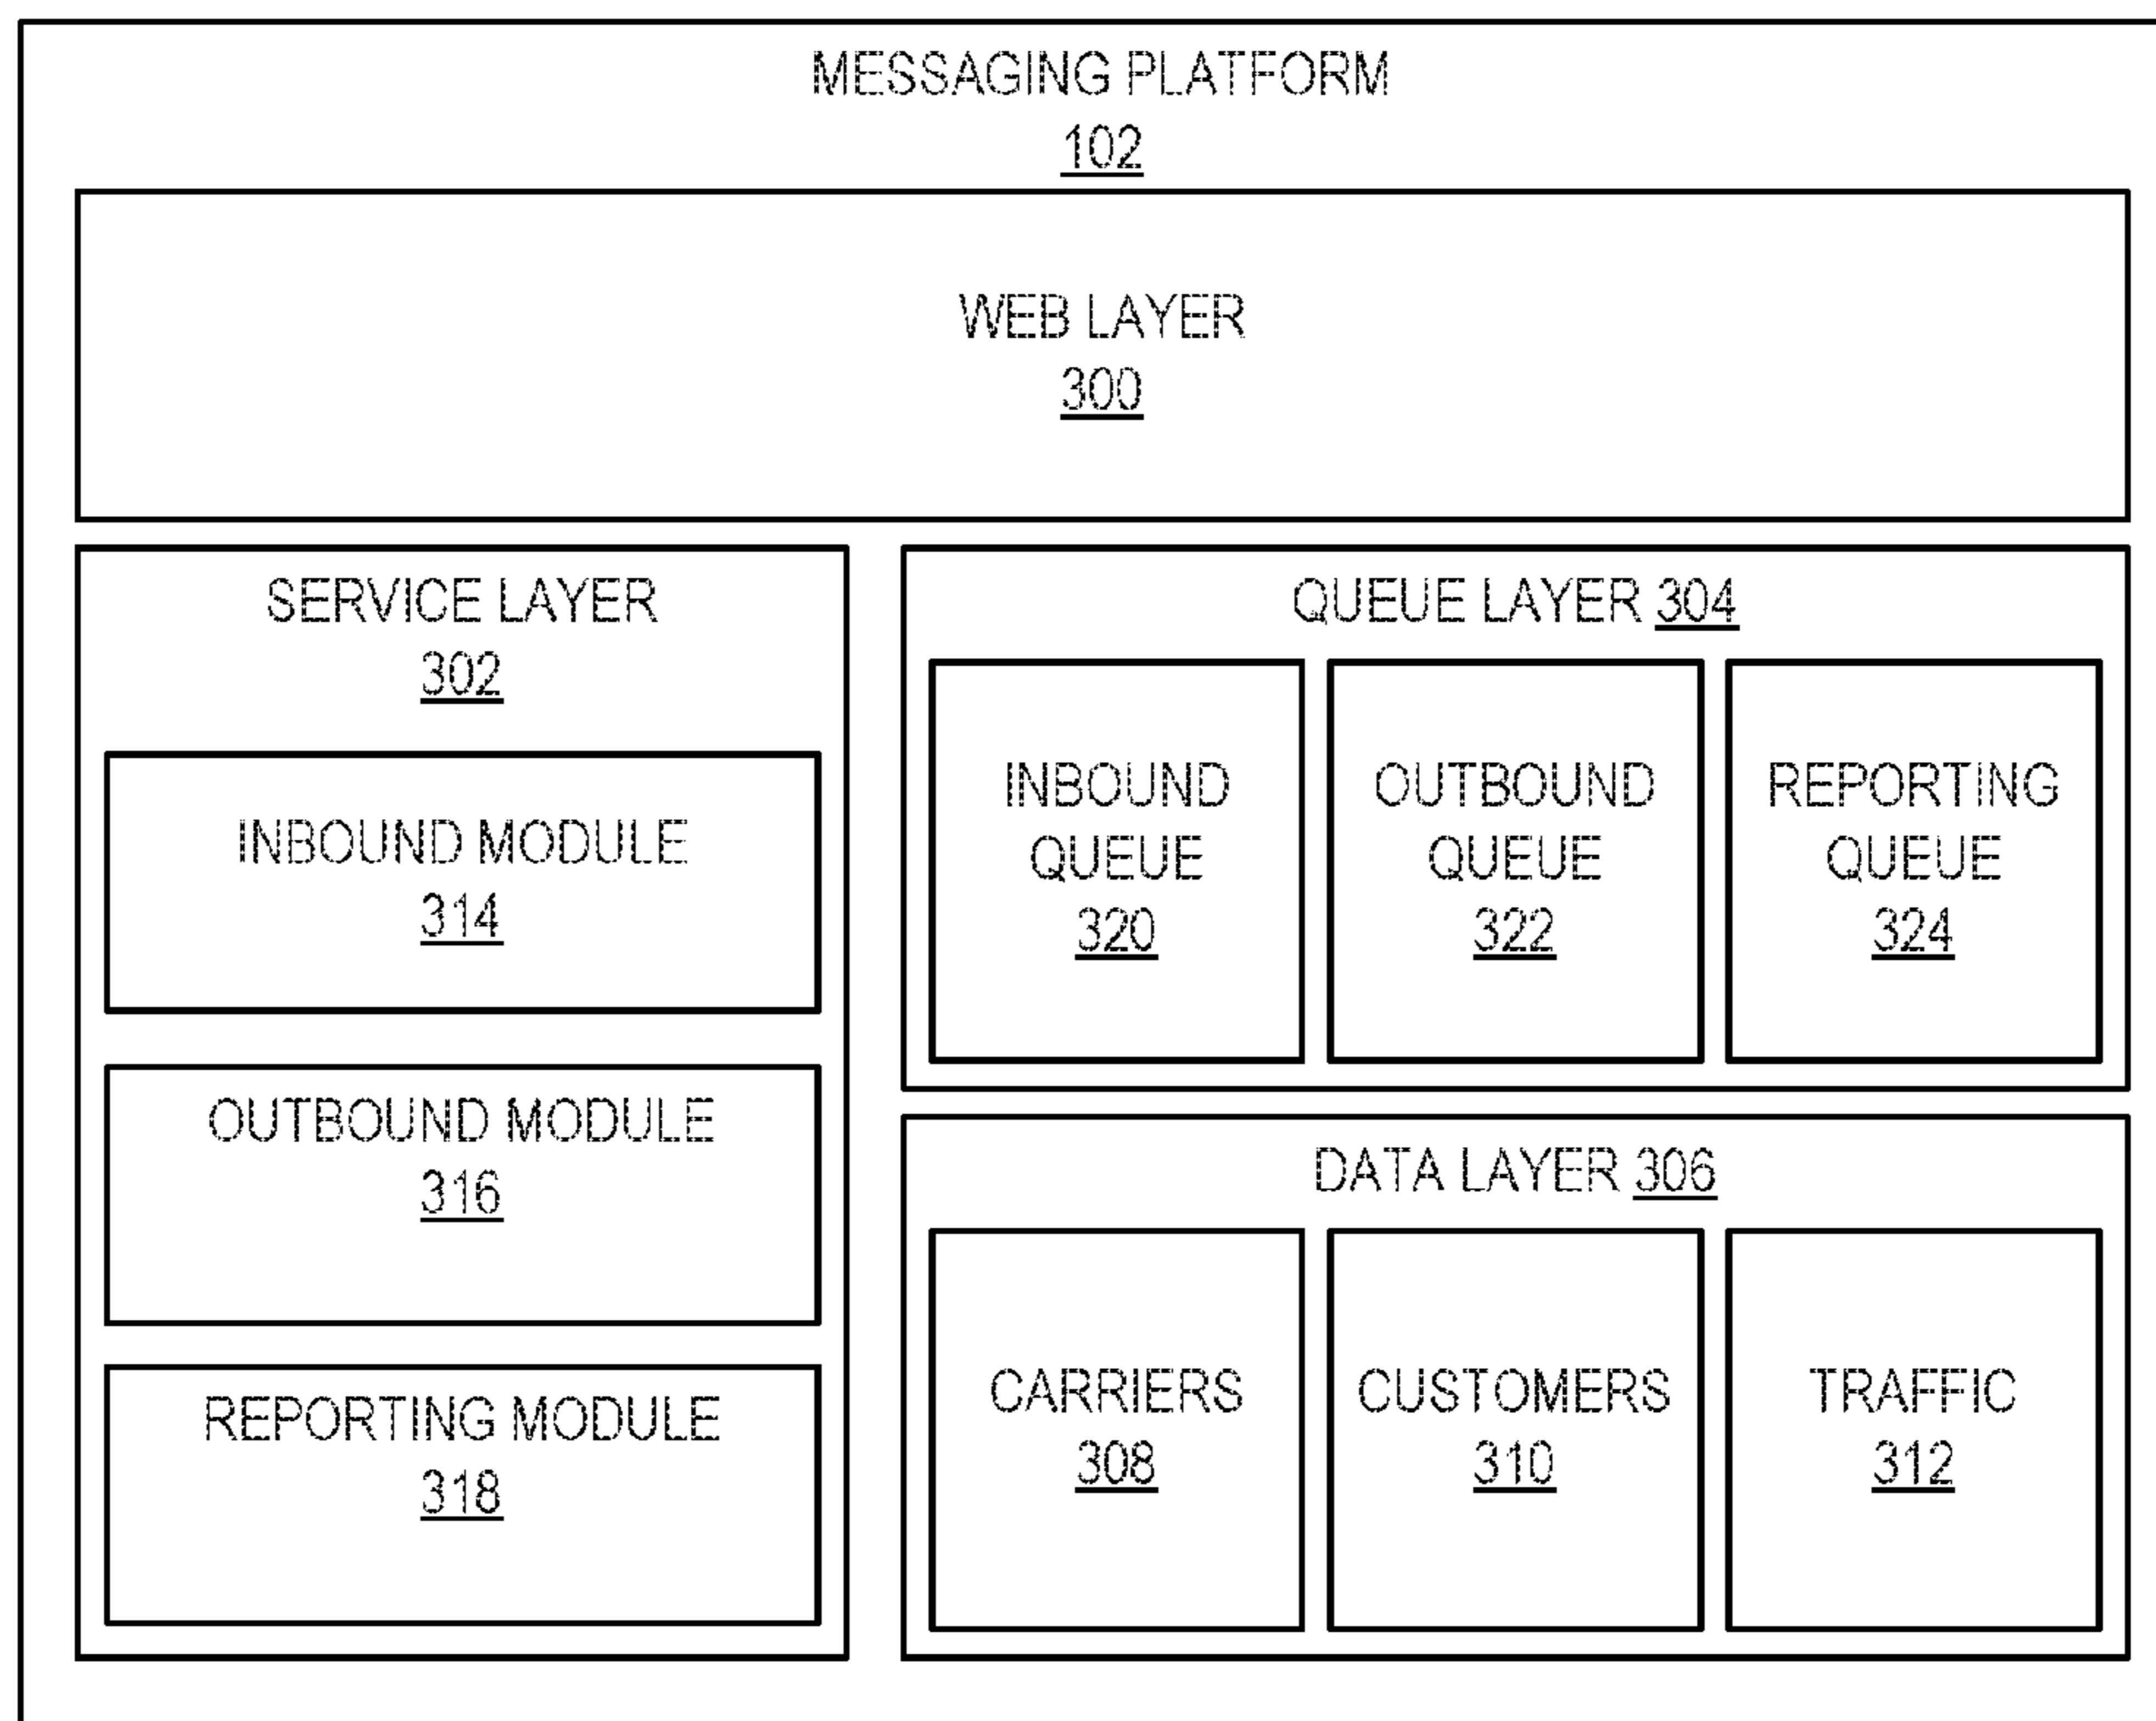 MESSAGING PLATFORM
102
WEB LAYER
300
SERVICE LAYER
302
INBOUND MODULE
314
OUTBOUND MODULE
316
REPORTING MODULE
318
QUEUE LAYER 304
INBOUND
QUEUE
320
OUTBOUND
QUEUE
322
REPORTING
QUEUE
324
DATA LAYER 306
CARRIERS
308
CUSTOMERS
310
TRAFFIC
312